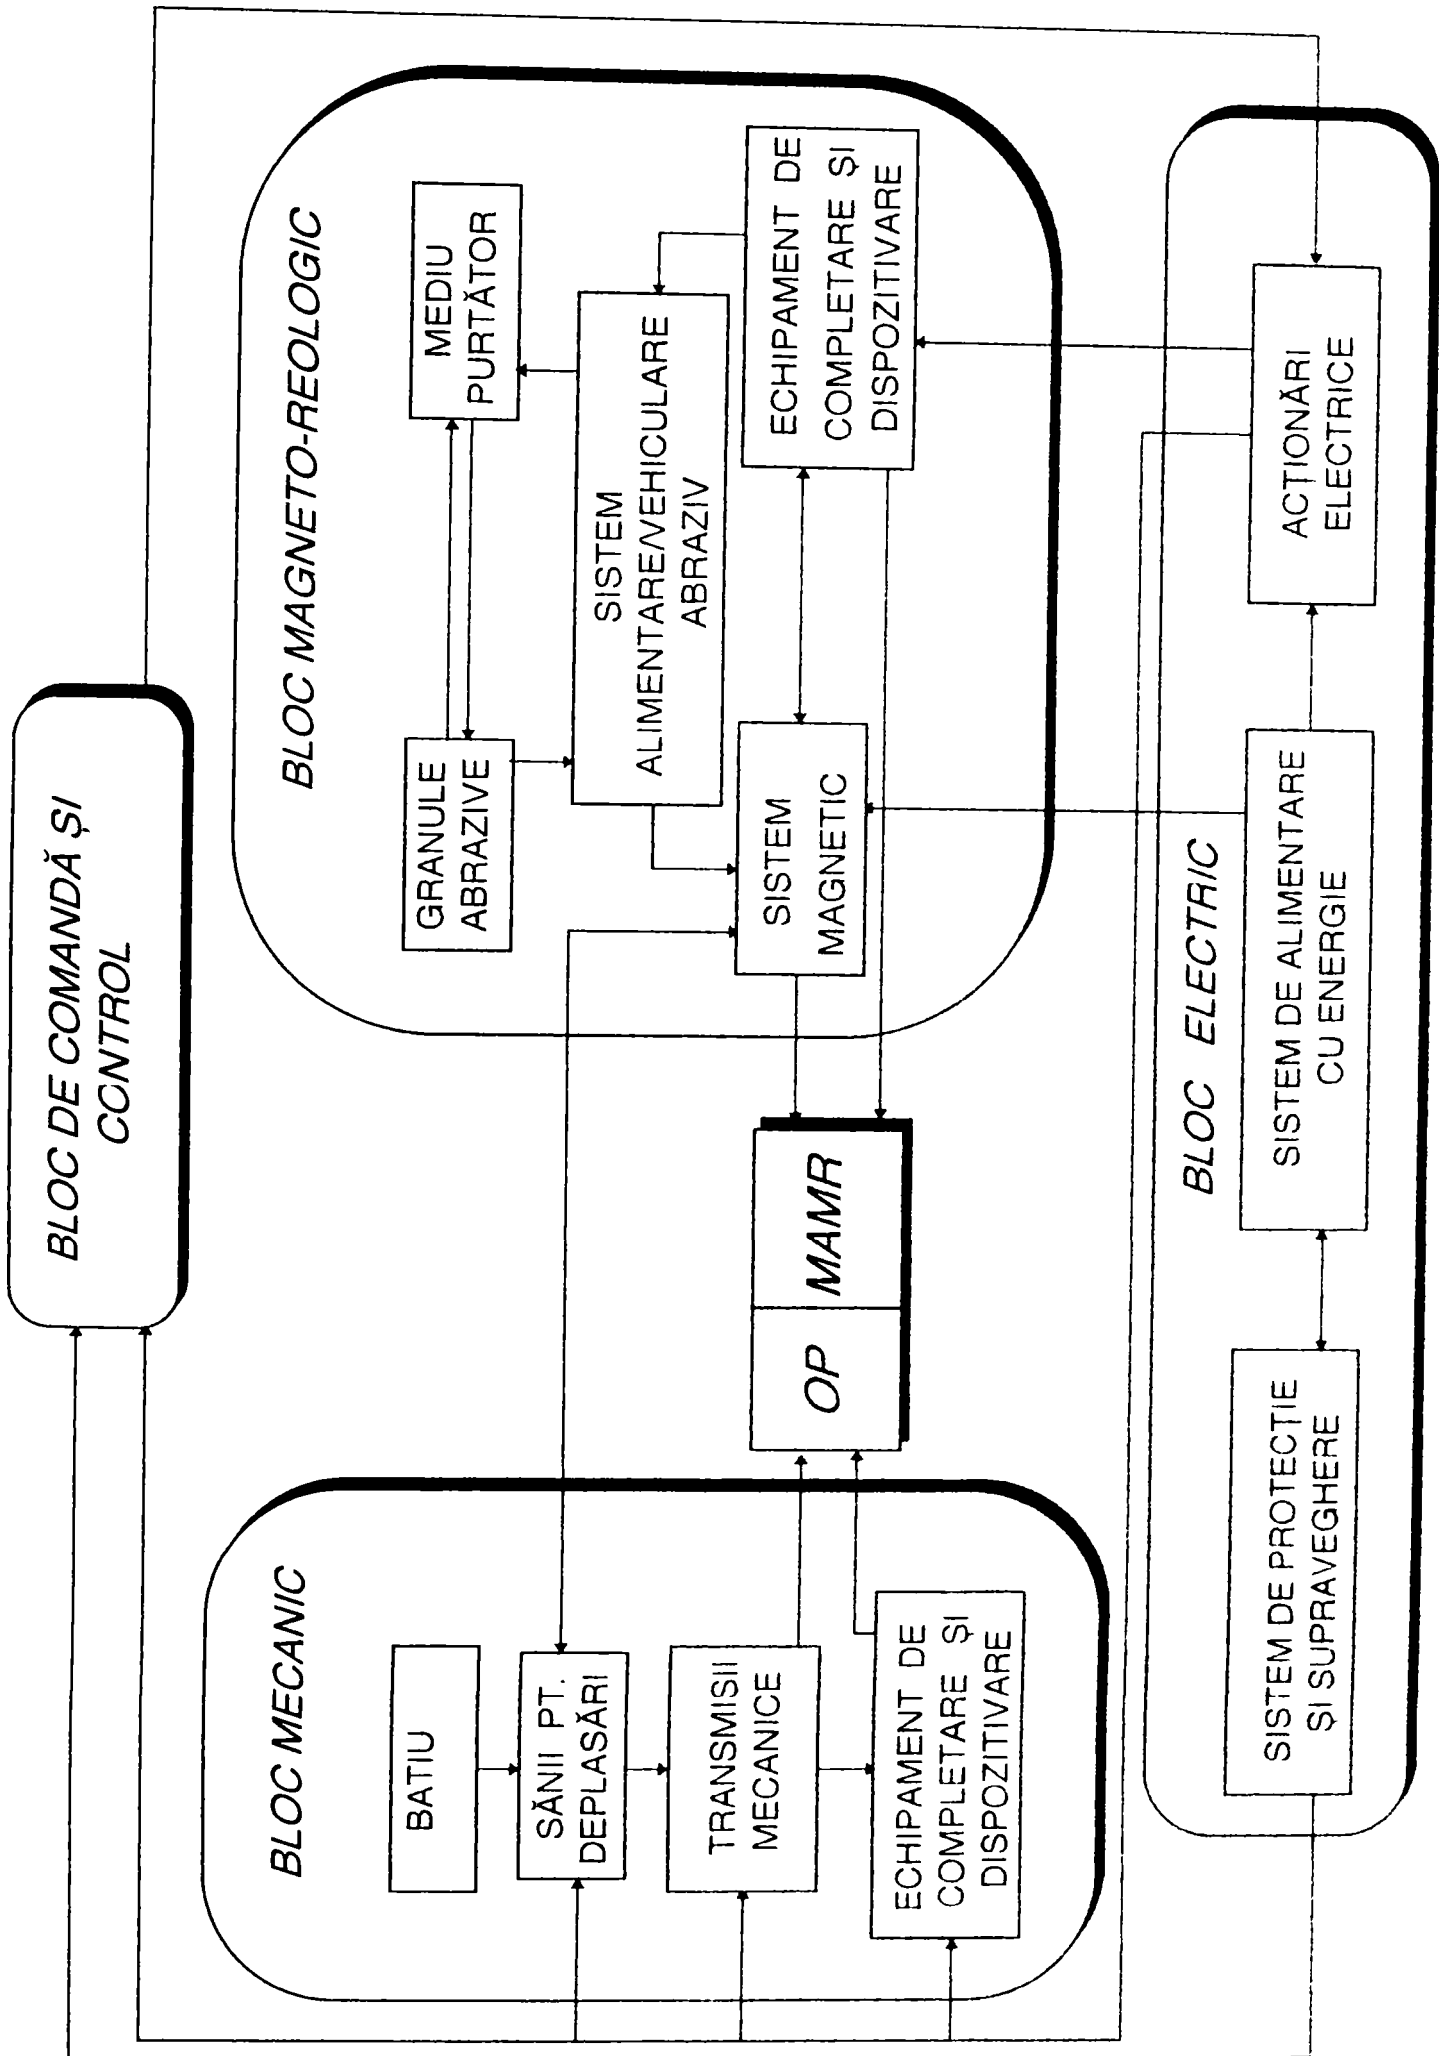 BLOC DE COMANDĂ ȘI
CONTROL
BLOC MECANIC
BATIU
SĂNII PT.
DEPLASĂRI
TRANSMISII
MECANICE
ECHIPAMENT DE
COMPLETARE ȘI
DISPOZITIVARE
OP
MAMR
BLOC MAGNETO-REOLOGIC
GRANULE
ABRAZIVE
MEDIU
PURTĂTOR
SISTEM
ALIMENTARE/VEHICULARE
ABRAZIV
SISTEM
MAGNETIC
ECHIPAMENT DE
COMPLETARE ȘI
DISPOZITIVARE
BLOC ELECTRIC
SISTEM DE PROTECTIE
ȘI SUPRAVEGHERE
SISTEM DE ALIMENTARE
CU ENERGIE
ACȚIONĂRI
ELECTRICE